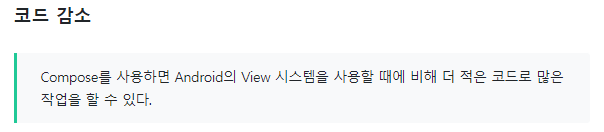 코드 감소
Compose를 사용하면 Android의 View 시스템을 사용할 때에 비해 더 적은 코드로 많은
작업을 할 수 있다.